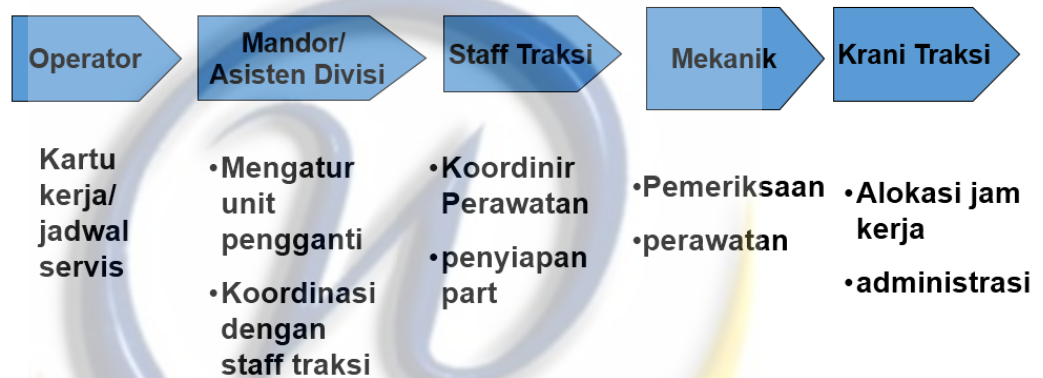 Operator
Mandor/
Asisten Divisi
Staff Traksi
Mekanik
Krani Traksi
Kartu
kerja/
jadwal
servis
•Mengatur
unit
pengganti
•Koordinasi
dengan
staff traksi
•Koordinir
Perawatan
•penyiapan
part
•Pemeriksaan
•perawatan
•Alokasi jam
kerja
•administrasi